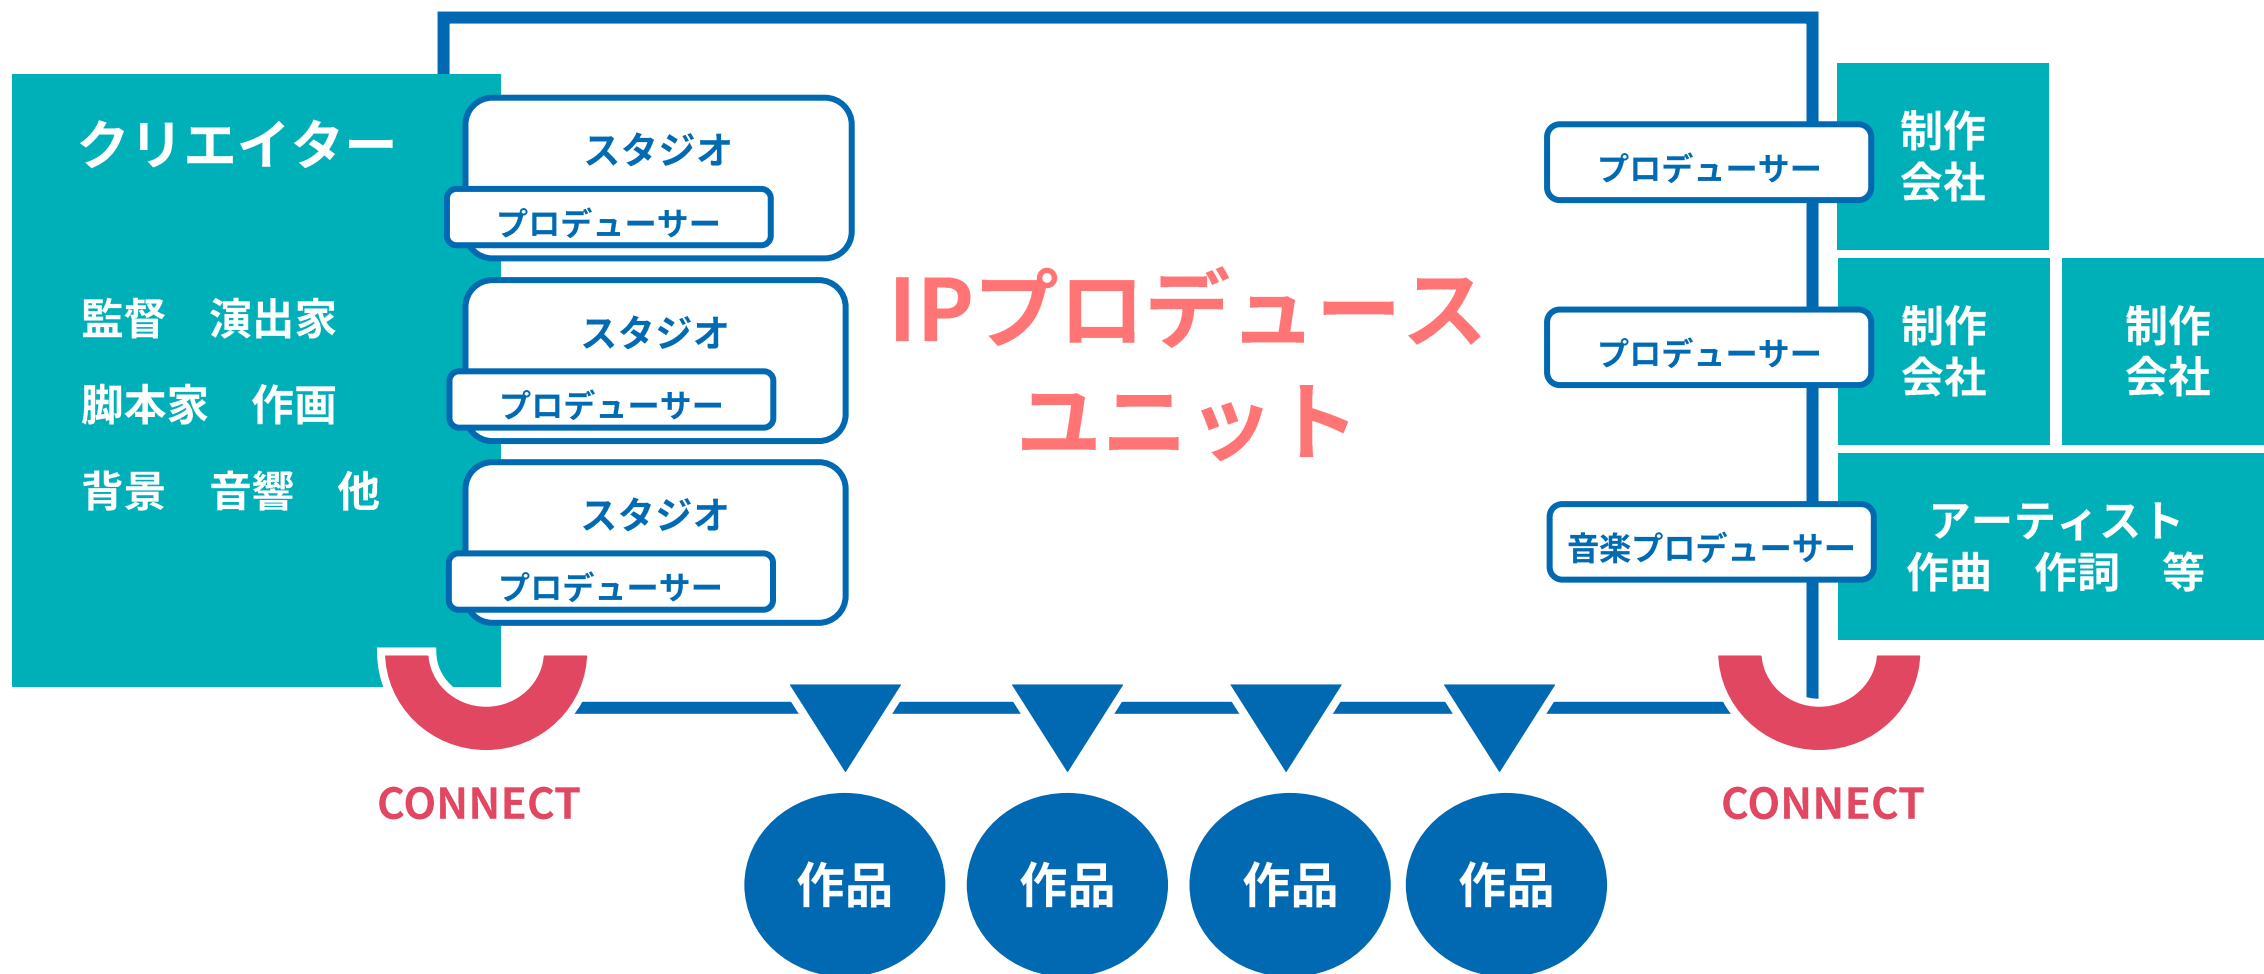 クリエイター
監督　演出家
脚本家　作画
背景　音響　他
スタジオ
プロデューサー
スタジオ
プロデューサー
スタジオ
プロデューサー
IPプロデュース
ユニット
プロデューサー
制作
会社
プロデューサー
制作
会社
制作
会社
音楽プロデューサー
アーティスト
作曲　作詞　等
CONNECT
CONNECT
作品
作品
作品
作品